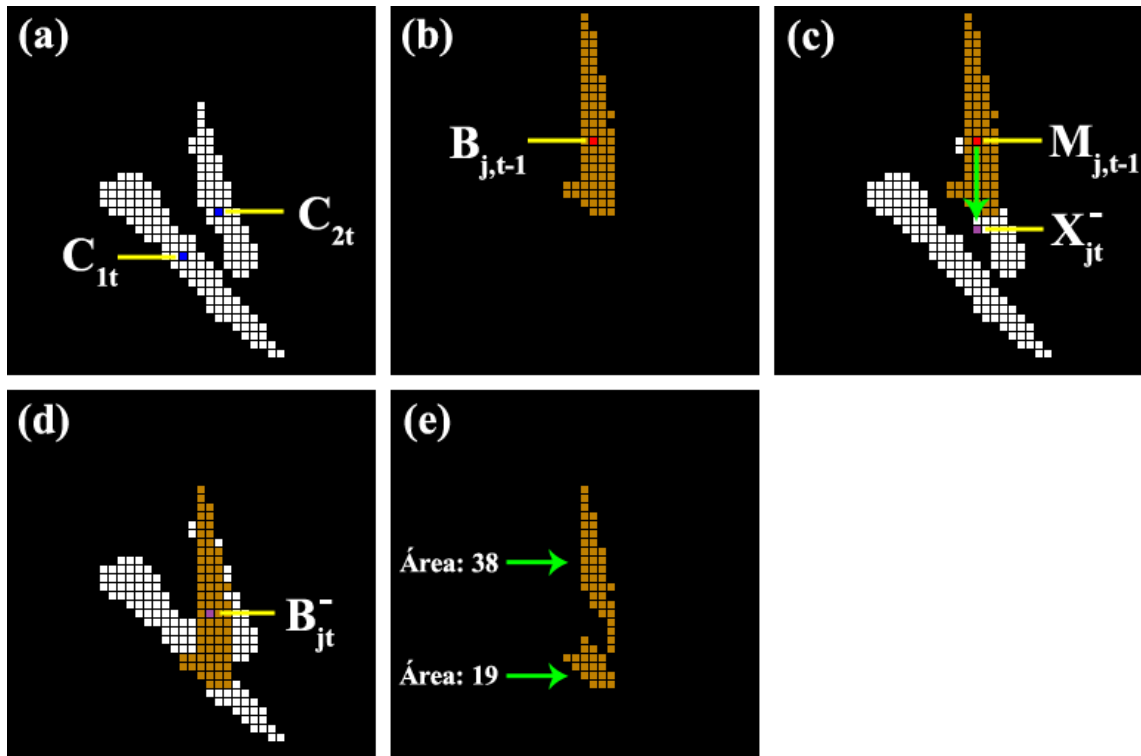 (a)
C2t
C1t
(b)
Bj,t-1
(c)
Mj,t-1
X-jt
(d)
B-jt
(e)
Área: 38
Área: 19